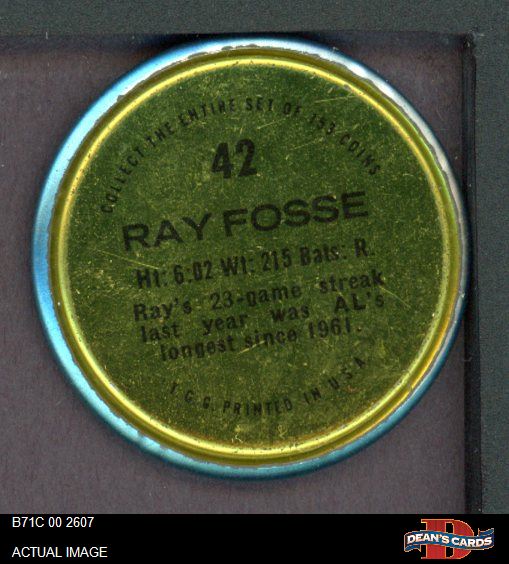 COLLECT THE ENTIRE SET OF 153 COINS
42
RAY FOSSE
Ht: 6:02 Wt: 215 Bats: R.
Ray's 23-game streak
last year was AL's
longest since 1961.
T.C.G. PRINTED IN U.S.A.
B71C 00 2607
ACTUAL IMAGE
D
DEAN'S CARDS